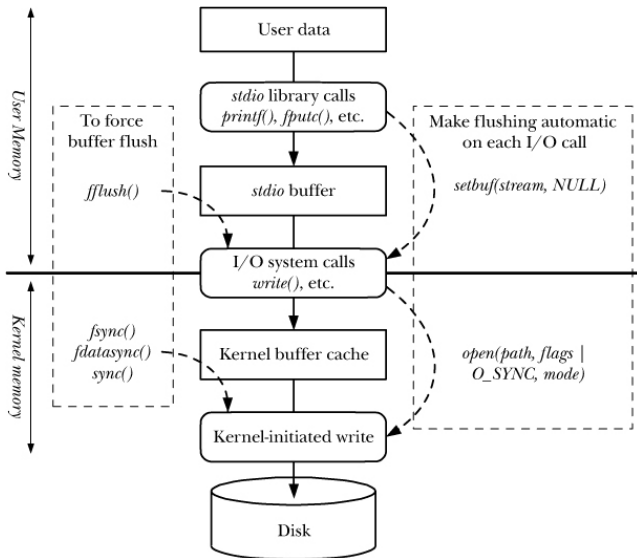 User data
stdio library calls
printf(), fputc(), etc.
To force
buffer flush
Make flushing automatic
on each I/O call
User Memory
fflush()
stdio buffer
setbuf(stream, NULL)
I/O system calls
write(), etc.
Kernel memory
fsync()
fdatasync()
sync()
Kernel buffer cache
open(path, flags |
O_SYNC, mode)
Kernel-initiated write
Disk